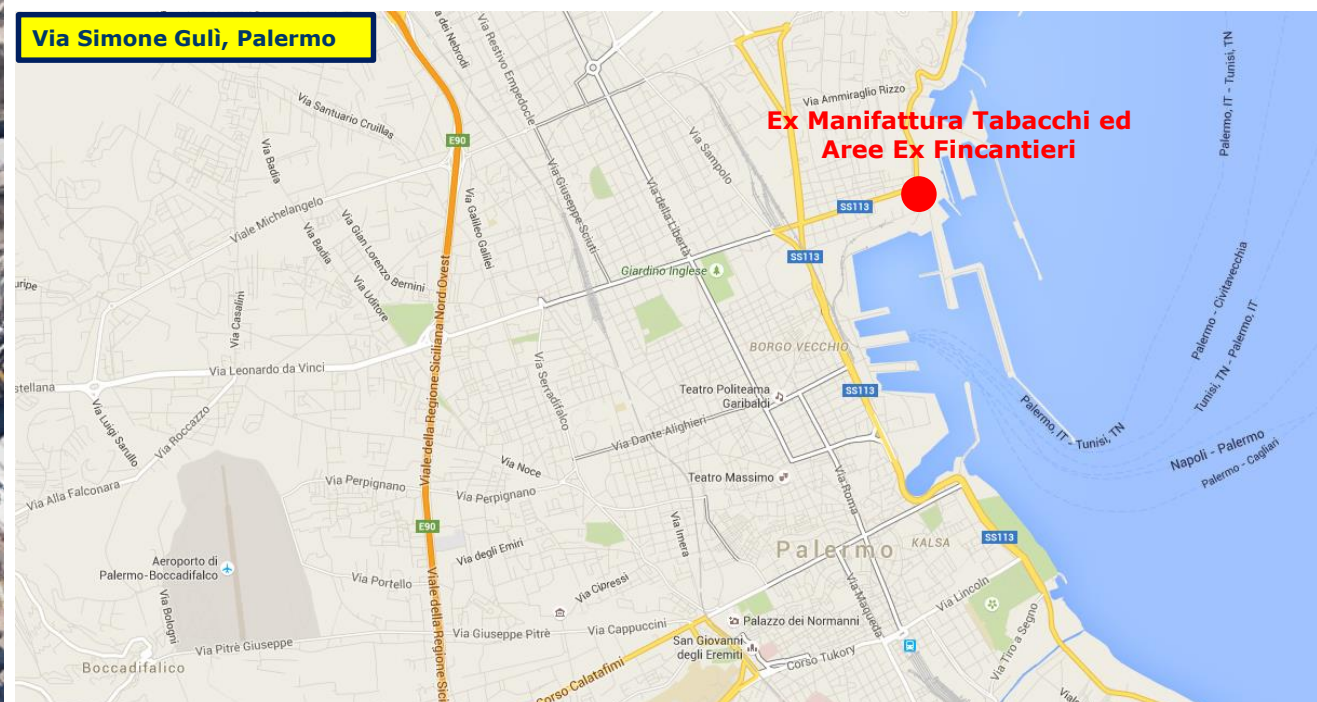 Via Simone Gulì, Palermo
Ex Manifattura Tabacchi ed
Aree Ex Fincantieri
dei Nebrodi
Via Restivo Empedocle
Via Ammiraglio Rizzo
Via Santuario Cruillas
E90
Via Badia
Via Sampolo
Via Giuseppe Sciuti
Via della Libertà
Viale Michelangelo
Via Galileo Galilei
SS113
Via Badia
Via Gian Lorenzo Bernini
SS113
Giardino Inglese
Via Uditore
Via Casalini
Viale della Regione Siciliana Nord Ovest
BORGO VECCHIO
Via Leonardo da Vinci
stellana
Via Serradifalco
Teatro Politeama
Garibaldi
SS113
Via Luigi Sarullo
Via Roccazzo
Via Dante Alighieri
Via Noce
Teatro Massimo
Via Roma
Via Perpignano
Via Perpignano
Via Alla Falconara
E90
Via Imera
Palermo
KALSA
SS113
Via degli Emiri
Aeroporto di
Palermo-Boccadifalco
Via Portello
Via Cipressi
Via Maqueda
Via Lincoln
Via Bologni
Palazzo dei Normanni
Via Giuseppe Pitrè
Via Cappuccini
San Giovanni
degli Eremiti
Via Pitrè Giuseppe
Boccadifalico
Viale della Regione Sici
Corso Calatafimi
Corso Tukory
Via Tiro a Segno
Viale
Palermo, IT - Tunisi, TN
Palermo - Civitavecchia
Tunisi, TN - Palermo, IT
Palermo, IT - Tunisi, TN
Napoli - Palermo
Palermo - Cagliari